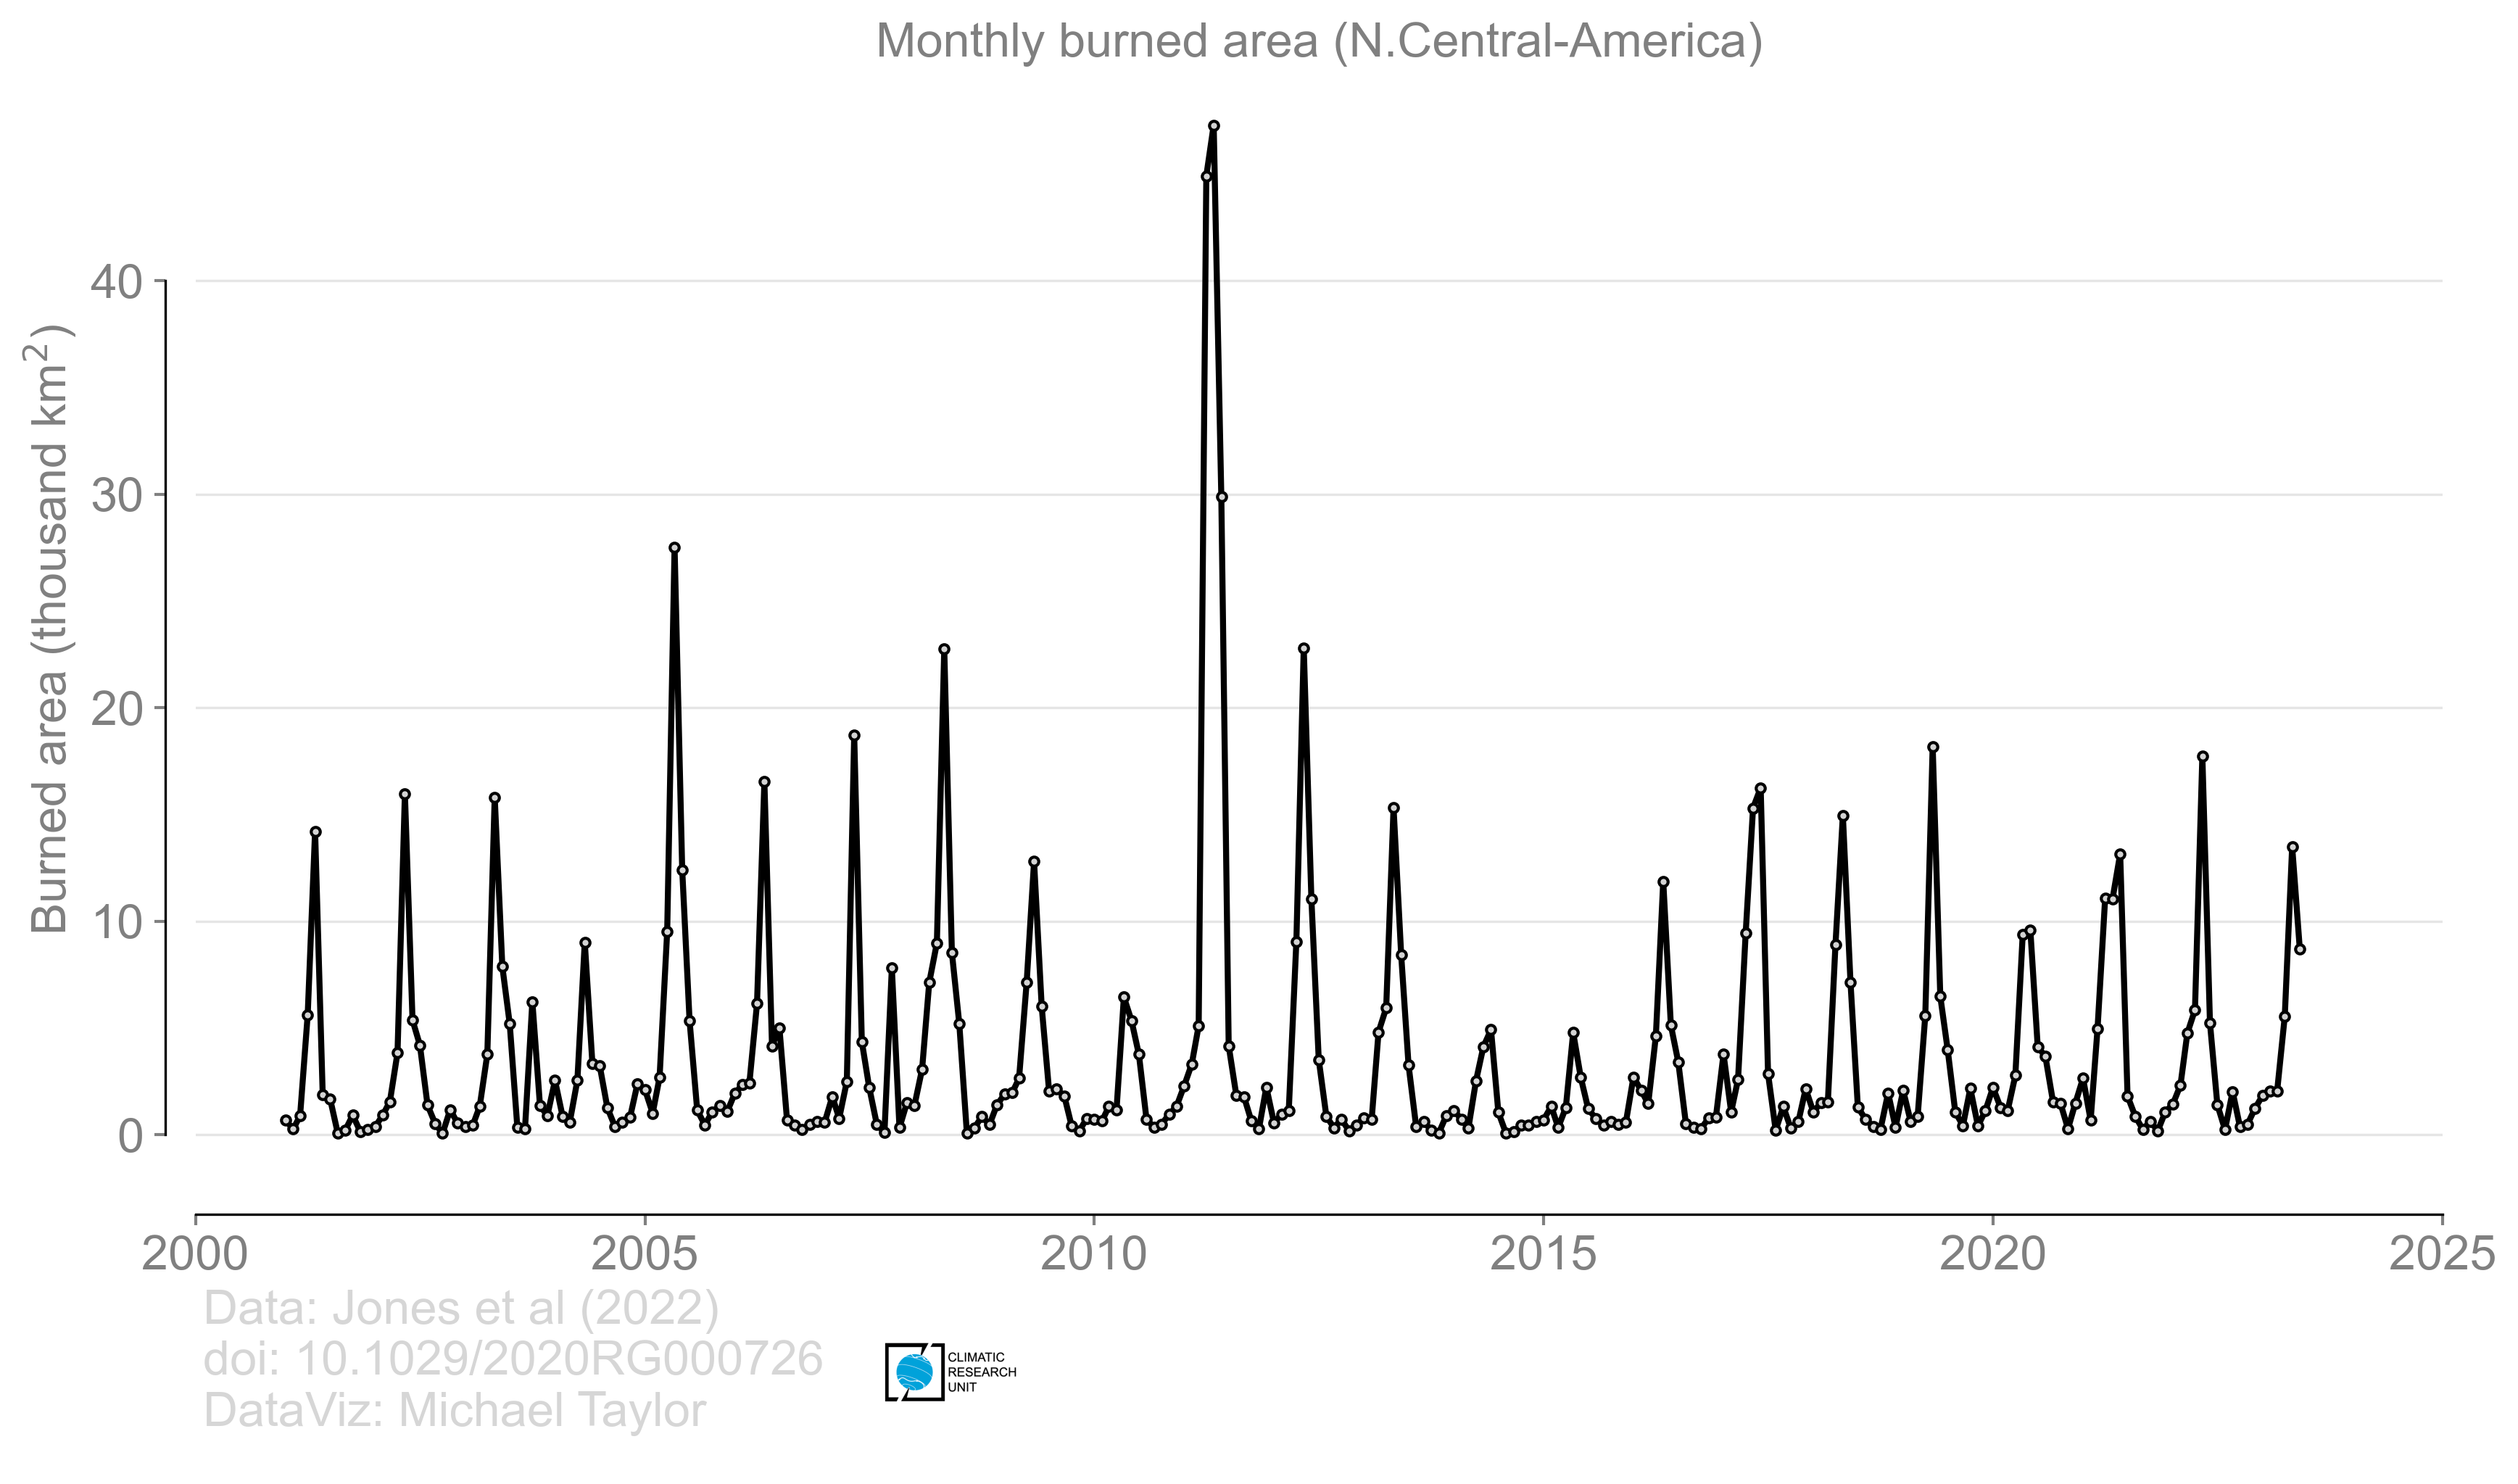 Monthly burned area (N.Central-America)
Burned area (thousand km²)
40
30
20
10
0
2000 2005 2010 2015 2020 2025
Data: Jones et al (2022)
doi: 10.1029/2020RG000726
DataViz: Michael Taylor
CLIMATIC
RESEARCH
UNIT